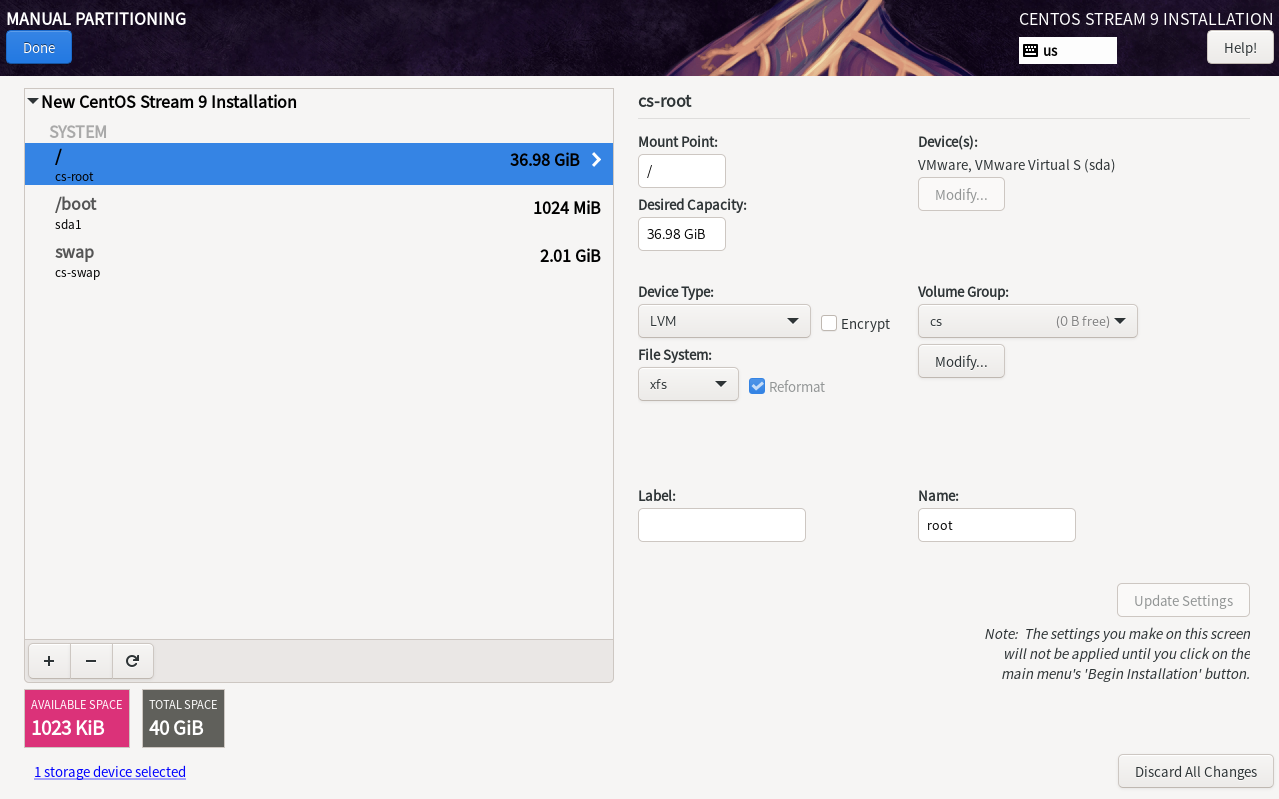 MANUAL PARTITIONING
CENTOS STREAM 9 INSTALLATION
Done
us
Help!
New CentOS Stream 9 Installation
SYSTEM
/
36.98 GiB
cs-root
/boot
1024 MiB
sda1
swap
2.01 GiB
cs-swap
+
−
AVAILABLE SPACE
1023 KiB
TOTAL SPACE
40 GiB
1 storage device selected
cs-root
Mount Point:
/
Device(s):
VMware, VMware Virtual S (sda)
Modify...
Desired Capacity:
36.98 GiB
Device Type:
LVM
Encrypt
Volume Group:
cs (0 B free)
Modify...
File System:
xfs
Reformat
Label:
Name:
root
Update Settings
Note: The settings you make on this screen
will not be applied until you click on the
main menu's 'Begin Installation' button.
Discard All Changes